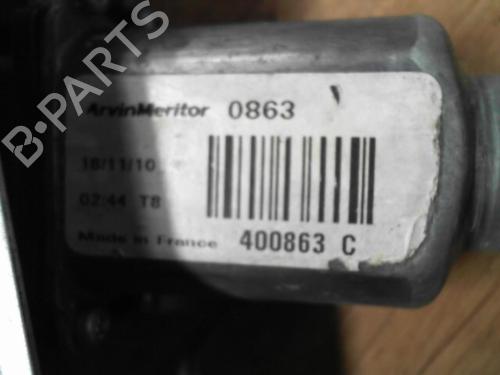 B-PARTS
ArvinMeritor 0863
18/11/10
02:44 T8
Made in France 400863 C